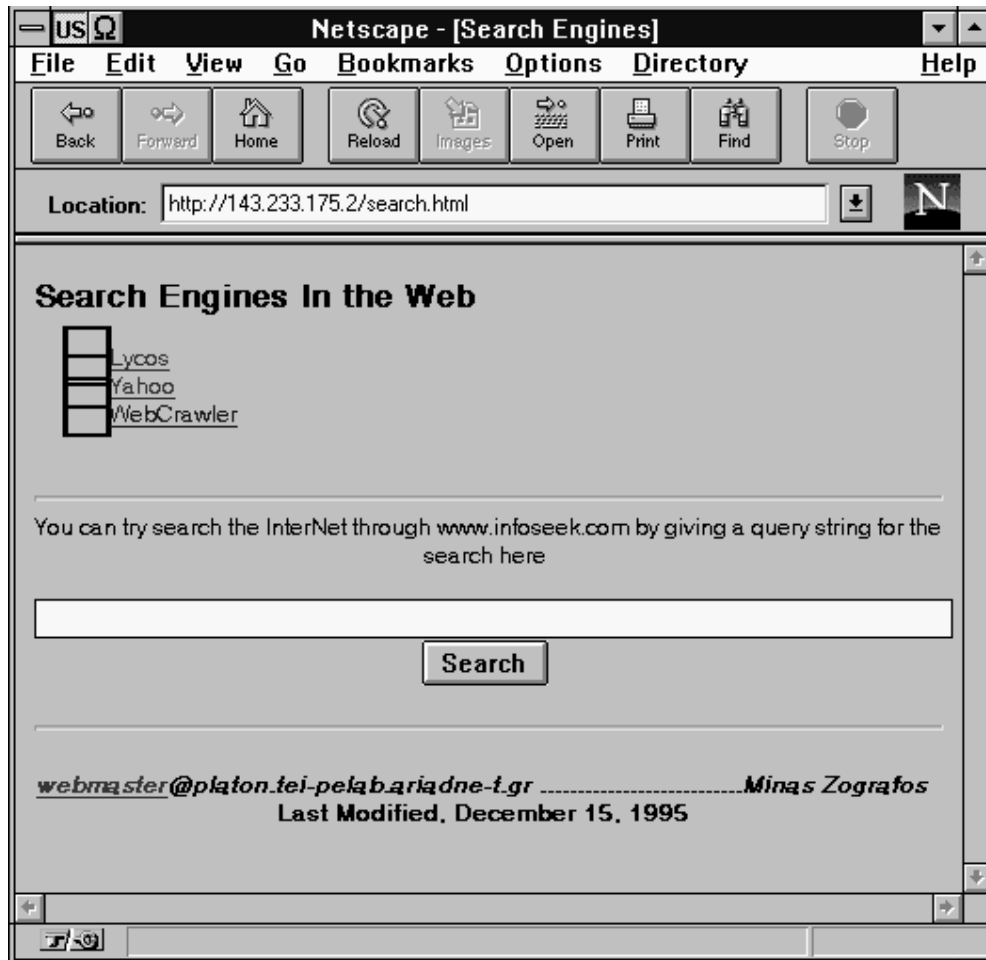 US Ω Netscape - [Search Engines]
File Edit View Go Bookmarks Options Directory Help
Back Forward Home Reload Images Open Print Find Stop
Location: http://143.233.175.2/search.html N
Search Engines In the Web
Lycos
Yahoo
WebCrawler
You can try search the InterNet through www.infoseek.com by giving a query string for the
search here
Search
webmaster@platon.tei-pelab.ariadne-t.gr ............................Minas Zografos
Last Modified, December 15, 1995